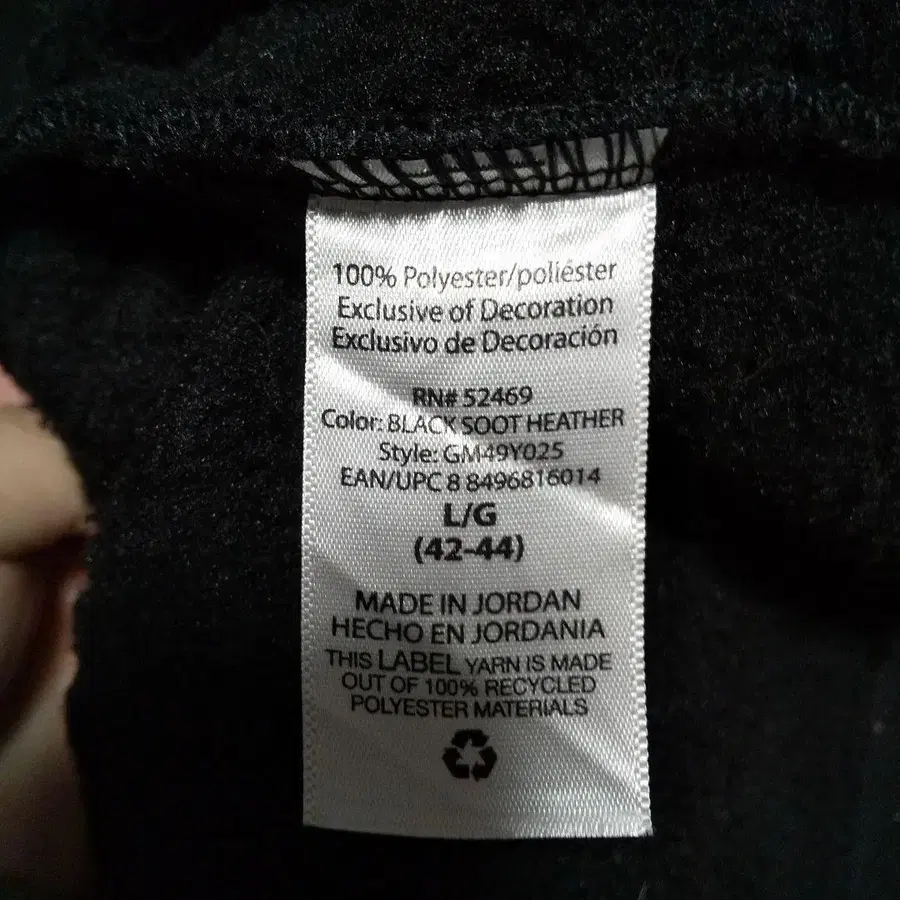 100% Polyester/poliéster
Exclusive of Decoration
Exclusivo de Decoración
RN# 52469
Color: BLACK SOOT HEATHER
Style: GM49Y025
EAN/UPC 8 8496816014
L/G
(42-44)
MADE IN JORDAN
HECHO EN JORDANIA
THIS LABEL YARN IS MADE
OUT OF 100% RECYCLED
POLYESTER MATERIALS